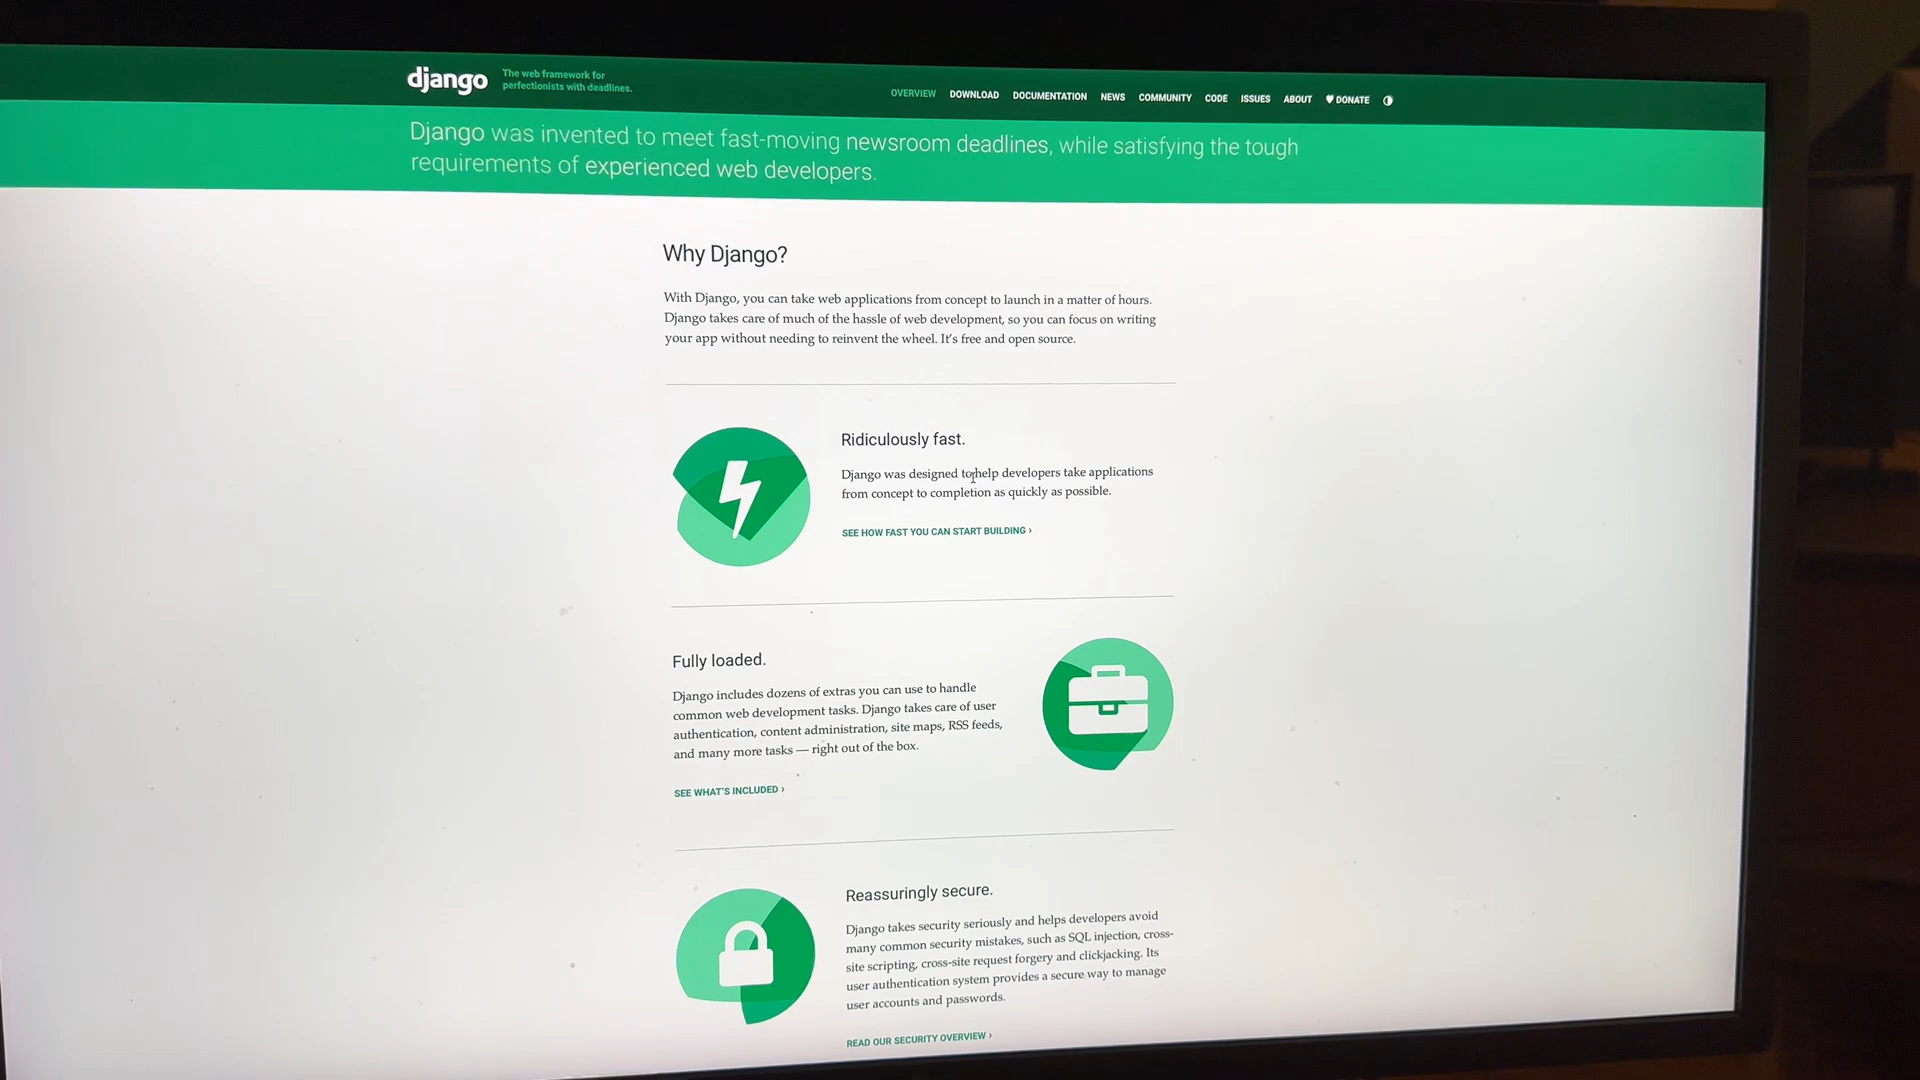 django
The web framework for
perfectionists with deadlines.
OVERVIEW DOWNLOAD DOCUMENTATION NEWS COMMUNITY CODE ISSUES ABOUT DONATE
Django was invented to meet fast-moving newsroom deadlines, while satisfying the tough
requirements of experienced web developers.
Why Django?
With Django, you can take web applications from concept to launch in a matter of hours.
Django takes care of much of the hassle of web development, so you can focus on writing
your app without needing to reinvent the wheel. It’s free and open source.
Ridiculously fast.
Django was designed to help developers take applications
from concept to completion as quickly as possible.
SEE HOW FAST YOU CAN START BUILDING ›
Fully loaded.
Django includes dozens of extras you can use to handle
common web development tasks. Django takes care of user
authentication, content administration, site maps, RSS feeds,
and many more tasks — right out of the box.
SEE WHAT’S INCLUDED ›
Reassuringly secure.
Django takes security seriously and helps developers avoid
many common security mistakes, such as SQL injection, cross-
site scripting, cross-site request forgery and clickjacking. Its
user authentication system provides a secure way to manage
user accounts and passwords.
READ OUR SECURITY OVERVIEW ›